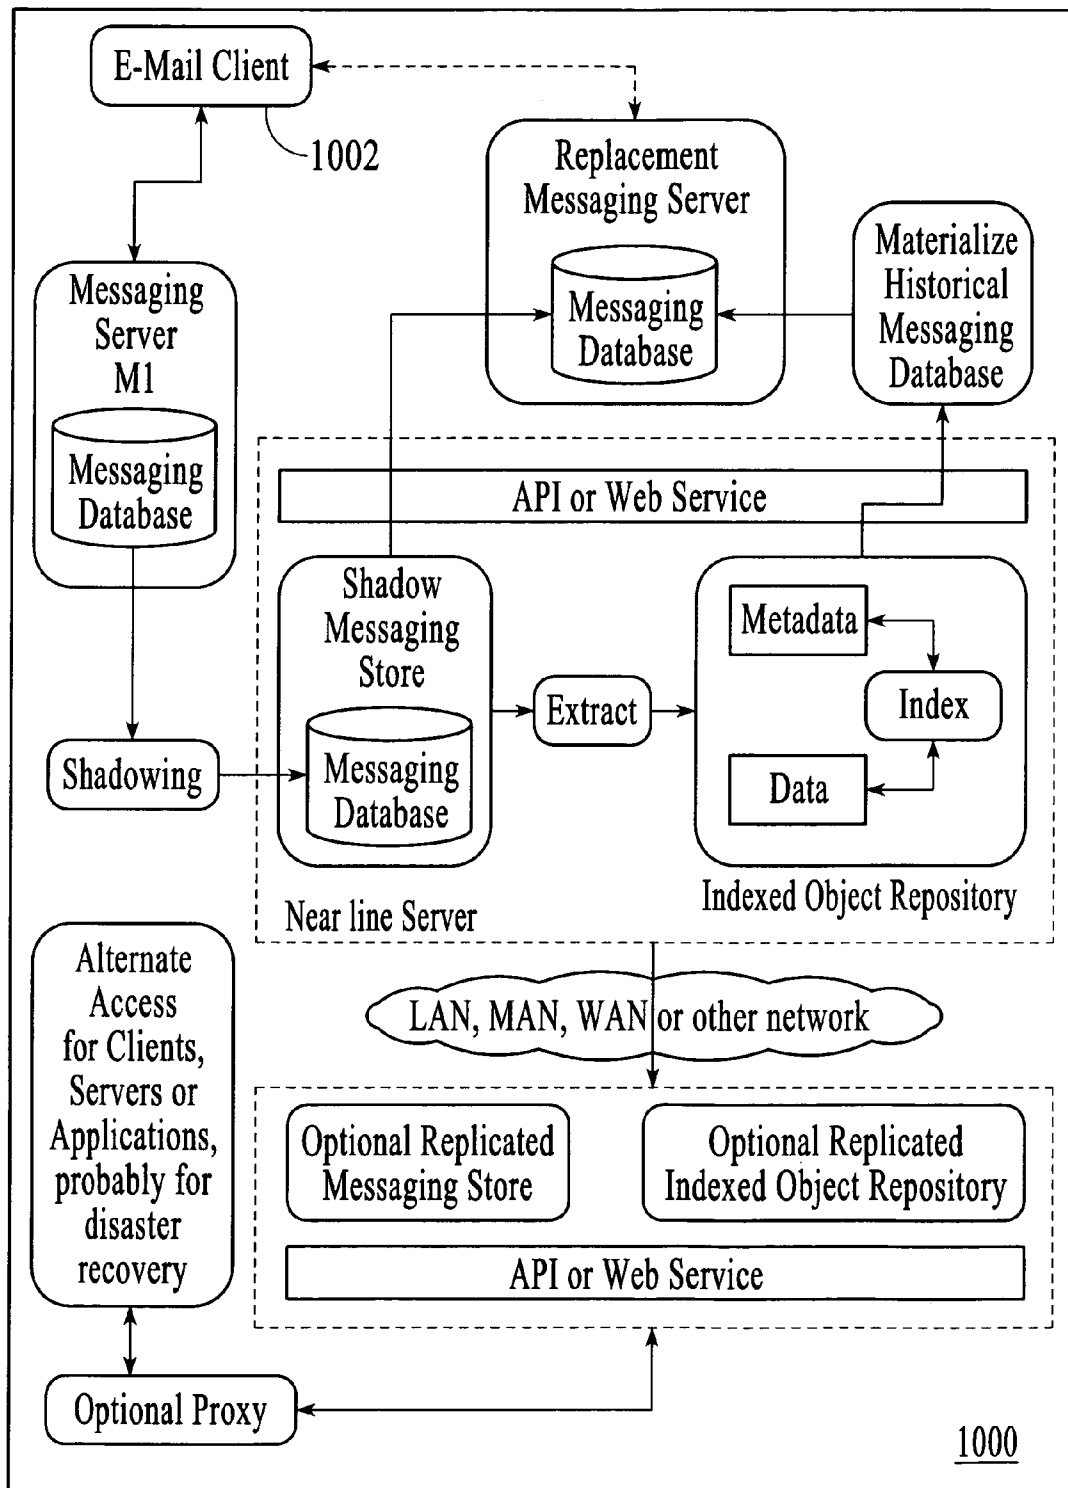 E-Mail Client
1002
Replacement
Messaging Server
Messaging
Database
Materialize
Historical
Messaging
Database
Messaging
Server
M1
Messaging
Database
API or Web Service
Shadow
Messaging
Store
Messaging
Database
Extract
Metadata
Index
Data
Shadowing
Near line Server
Indexed Object Repository
Alternate
Access
for Clients,
Servers or
Applications,
probably for
disaster
recovery
LAN, MAN, WAN or other network
Optional Replicated
Messaging Store
Optional Replicated
Indexed Object Repository
API or Web Service
Optional Proxy
1000